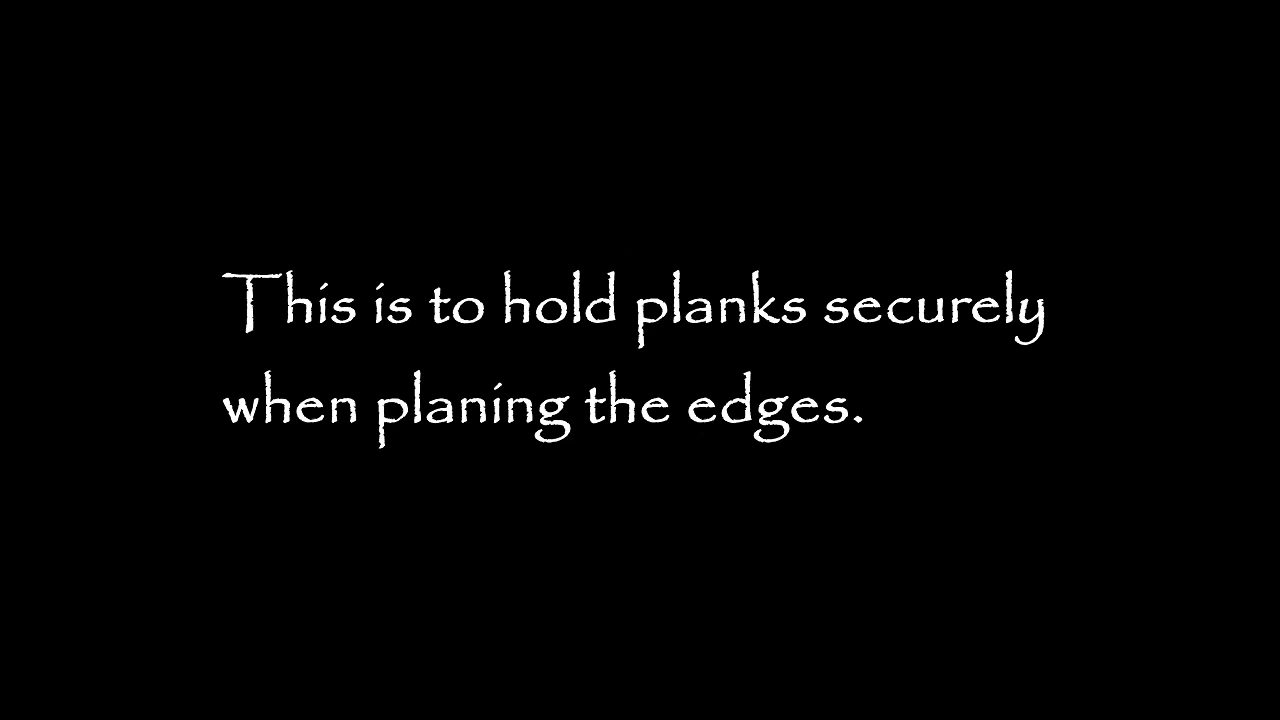 This is to hold planks securely
when planing the edges.